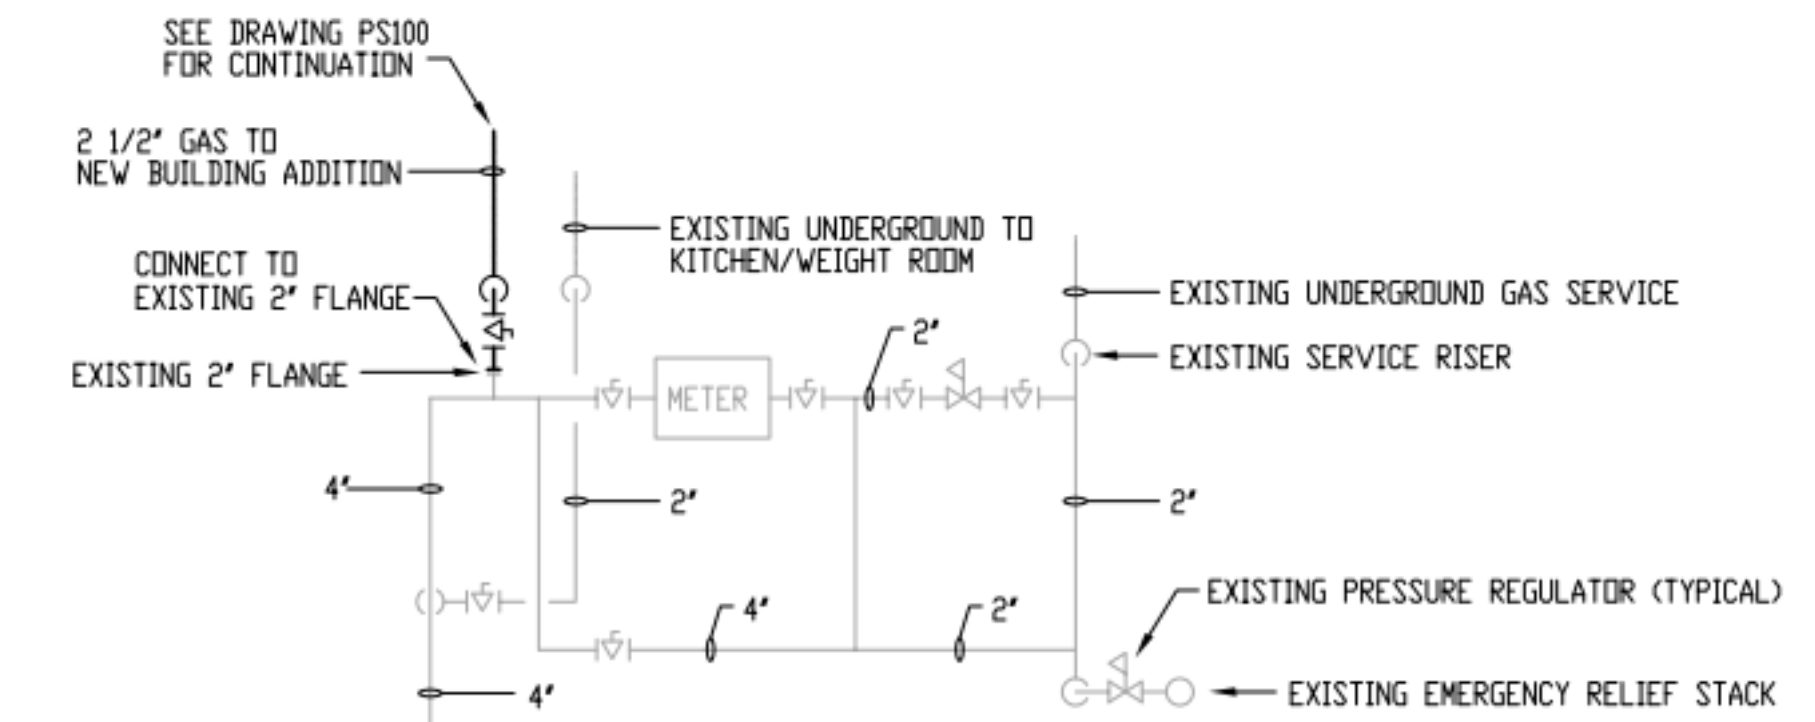 SEE DRAWING PS100
FOR CONTINUATION
2 1/2" GAS TO
NEW BUILDING ADDITION
EXISTING UNDERGROUND TO
KITCHEN/WEIGHT ROOM
CONNECT TO
EXISTING 2" FLANGE
EXISTING UNDERGROUND GAS SERVICE
2"
EXISTING SERVICE RISER
EXISTING 2" FLANGE
METER
4"
2"
2"
EXISTING PRESSURE REGULATOR (TYPICAL)
4"
2"
4"
EXISTING EMERGENCY RELIEF STACK